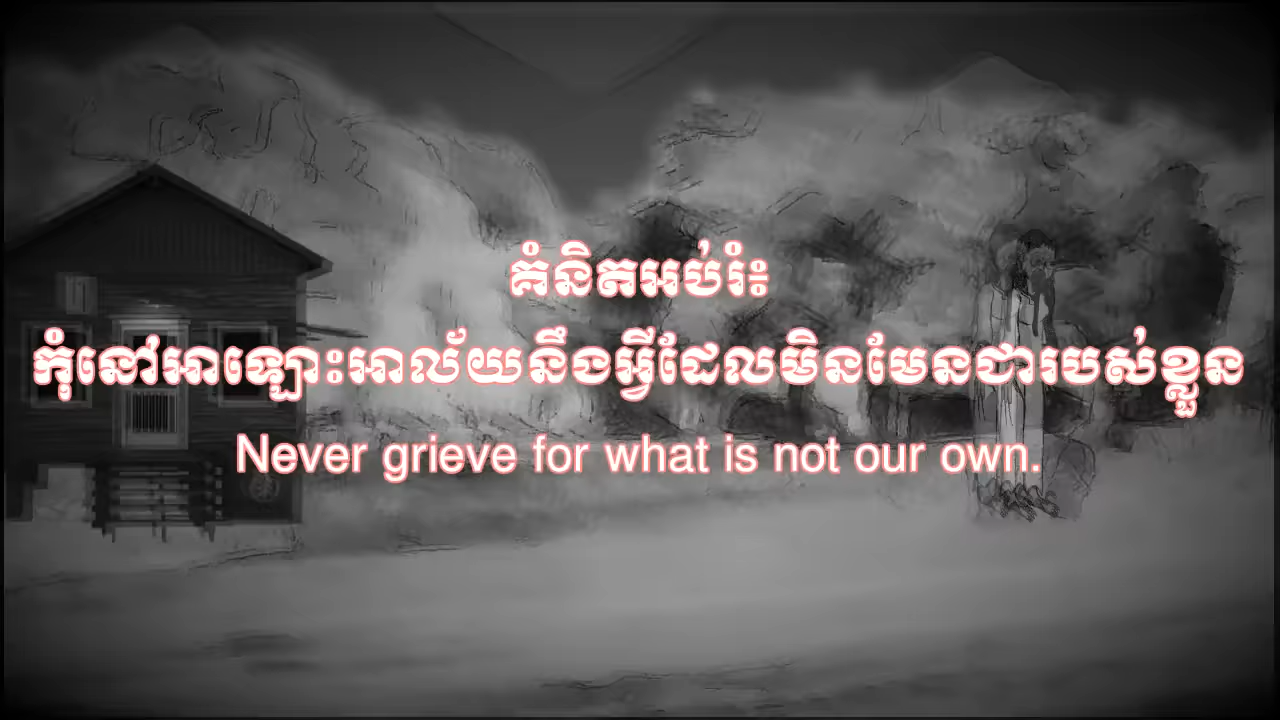 គំនិតអប់រំ៖
កុំនៅអាឡោះអាល័យនឹងអ្វីដែលមិនមែនជារបស់ខ្លួន
Never grieve for what is not our own.